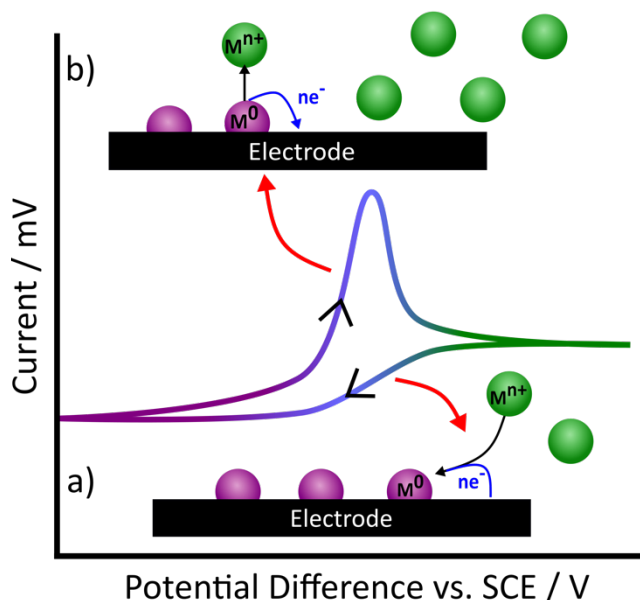 b)
Mⁿ⁺
ne⁻
M⁰
Electrode
Current / mV
Mⁿ⁺
a)
M⁰
ne⁻
Electrode
Potential Difference vs. SCE / V